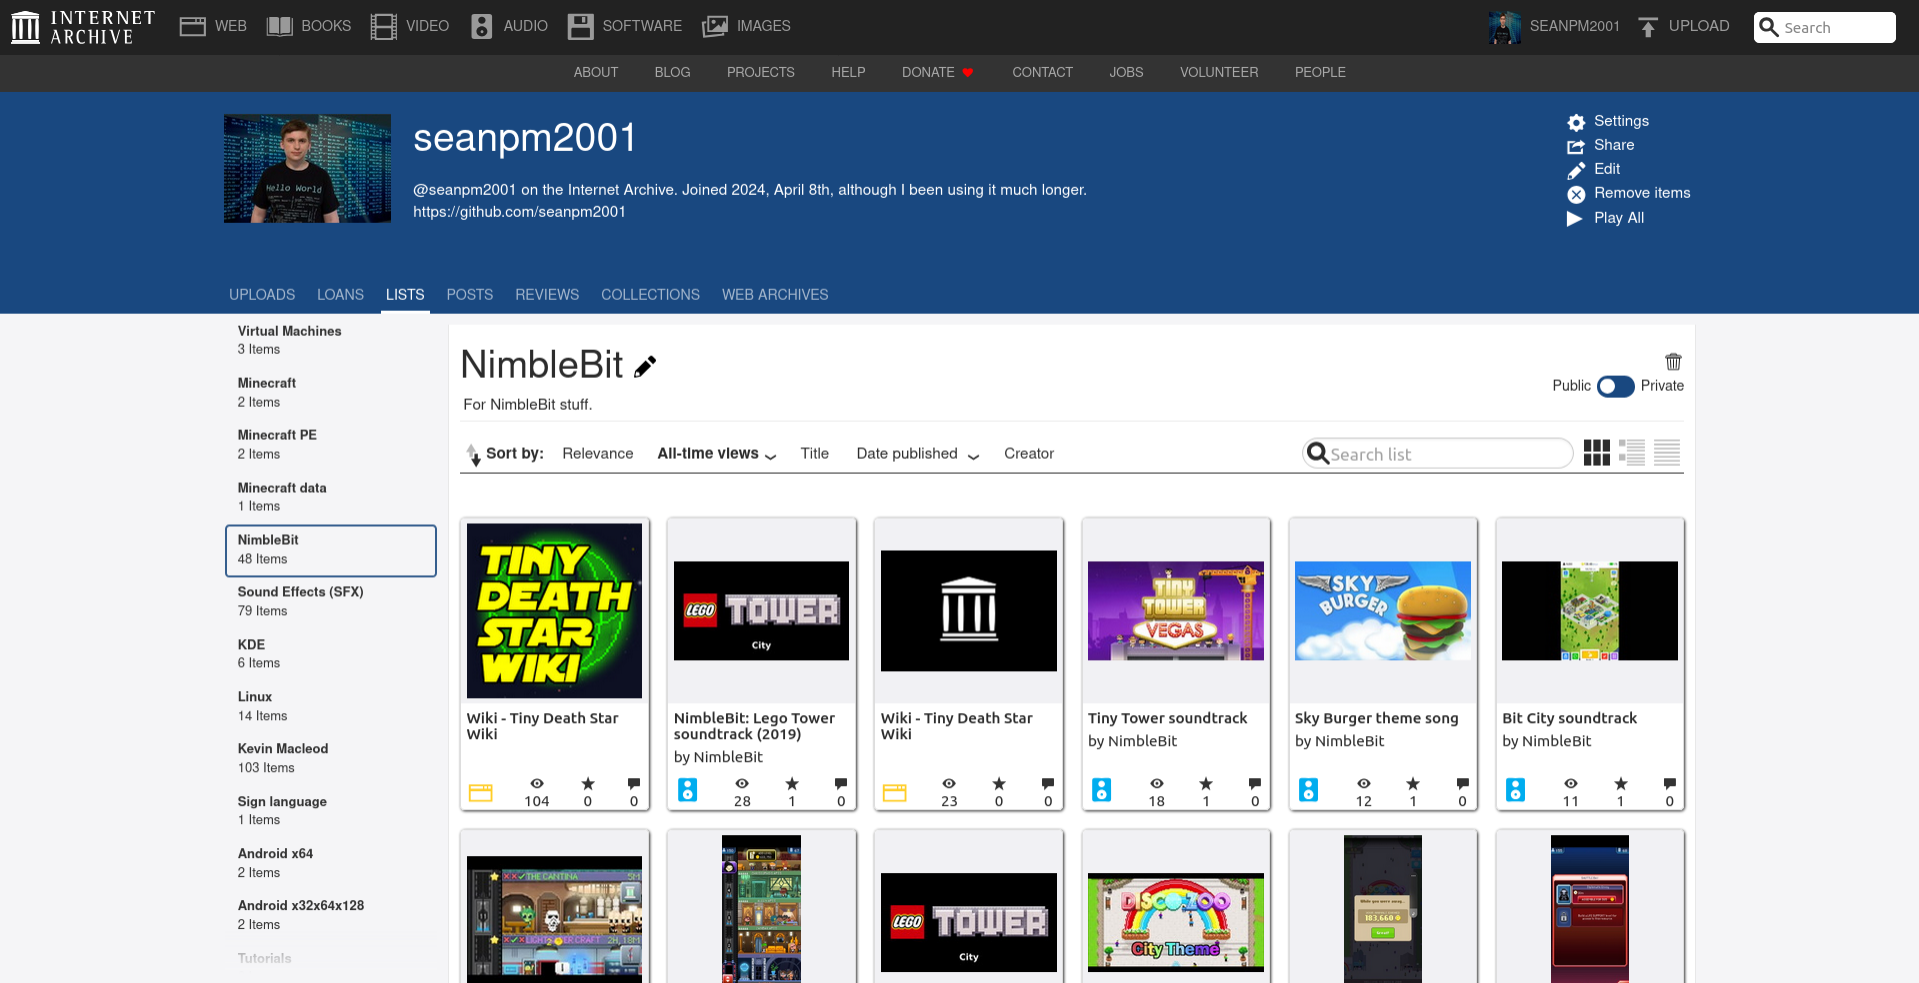 INTERNET ARCHIVE
WEB BOOKS VIDEO AUDIO SOFTWARE IMAGES
SEANPM2001 UPLOAD Search
ABOUT BLOG PROJECTS HELP DONATE CONTACT JOBS VOLUNTEER PEOPLE
Hello World
seanpm2001
@seanpm2001 on the Internet Archive. Joined 2024, April 8th, although I been using it much longer.
https://github.com/seanpm2001
Settings
Share
Edit
Remove items
Play All
UPLOADS LOANS LISTS POSTS REVIEWS COLLECTIONS WEB ARCHIVES
Virtual Machines
3 Items
Minecraft
2 Items
Minecraft PE
2 Items
Minecraft data
1 Items
NimbleBit
48 Items
Sound Effects (SFX)
79 Items
KDE
6 Items
Linux
14 Items
Kevin Macleod
103 Items
Sign language
1 Items
Android x64
2 Items
Android x32x64x128
2 Items
Tutorials
NimbleBit
For NimbleBit stuff.
Public Private
Sort by: Relevance All-time views Title Date published Creator
Search list
TINY
DEATH
STAR
WIKI
Wiki - Tiny Death Star
Wiki
104 0 0
LEGO TOWER
City
NimbleBit: Lego Tower
soundtrack (2019)
by NimbleBit
28 1 0
Wiki - Tiny Death Star
Wiki
23 0 0
TINY
TOWER
VEGAS
Tiny Tower soundtrack
by NimbleBit
18 1 0
SKY
BURGER
Sky Burger theme song
by NimbleBit
12 1 0
Bit City soundtrack
by NimbleBit
11 1 0
THE CANTINA 5M
2H, 18M
LEGO TOWER
City
DISCO ZOO
City Theme
183,660